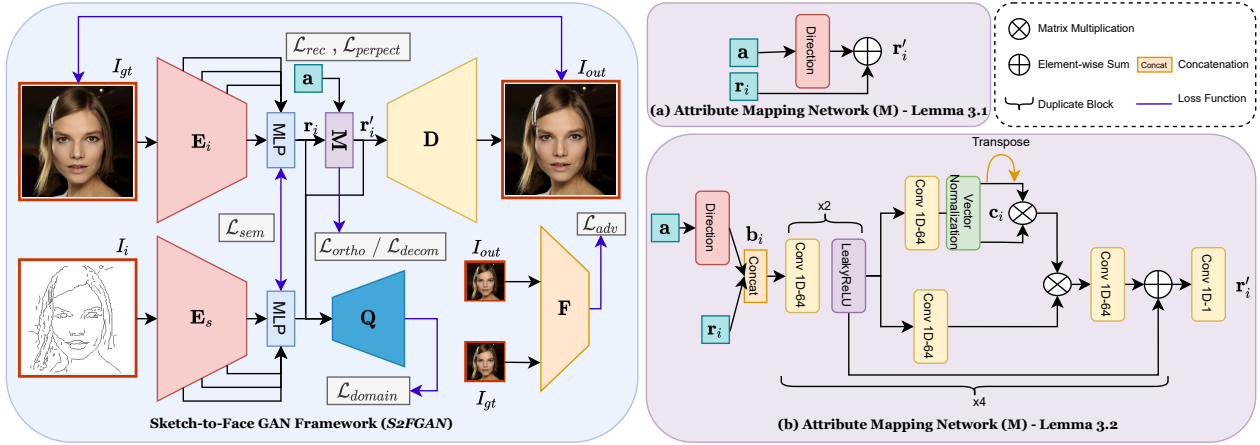 I_gt
L_rec , L_perpect
a
I_out
E_i
MLP
r_i
M
r'_i
D
L_sem
L_ortho / L_decom
L_adv
I_i
E_s
MLP
Q
I_out
F
I_gt
L_domain
Sketch-to-Face GAN Framework (S2FGAN)
a
Direction
r_i
r'_i
(a) Attribute Mapping Network (M) - Lemma 3.1
Matrix Multiplication
Element-wise Sum
Concat
Concatenation
Duplicate Block
Loss Function
a
Direction
r_i
b_i
Concat
x2
Conv 1D-64
LeakyReLU
Conv 1D-64
Vector Normalization
Transpose
c_i
Conv 1D-64
Conv 1D-64
Conv 1D-1
r'_i
x4
(b) Attribute Mapping Network (M) - Lemma 3.2